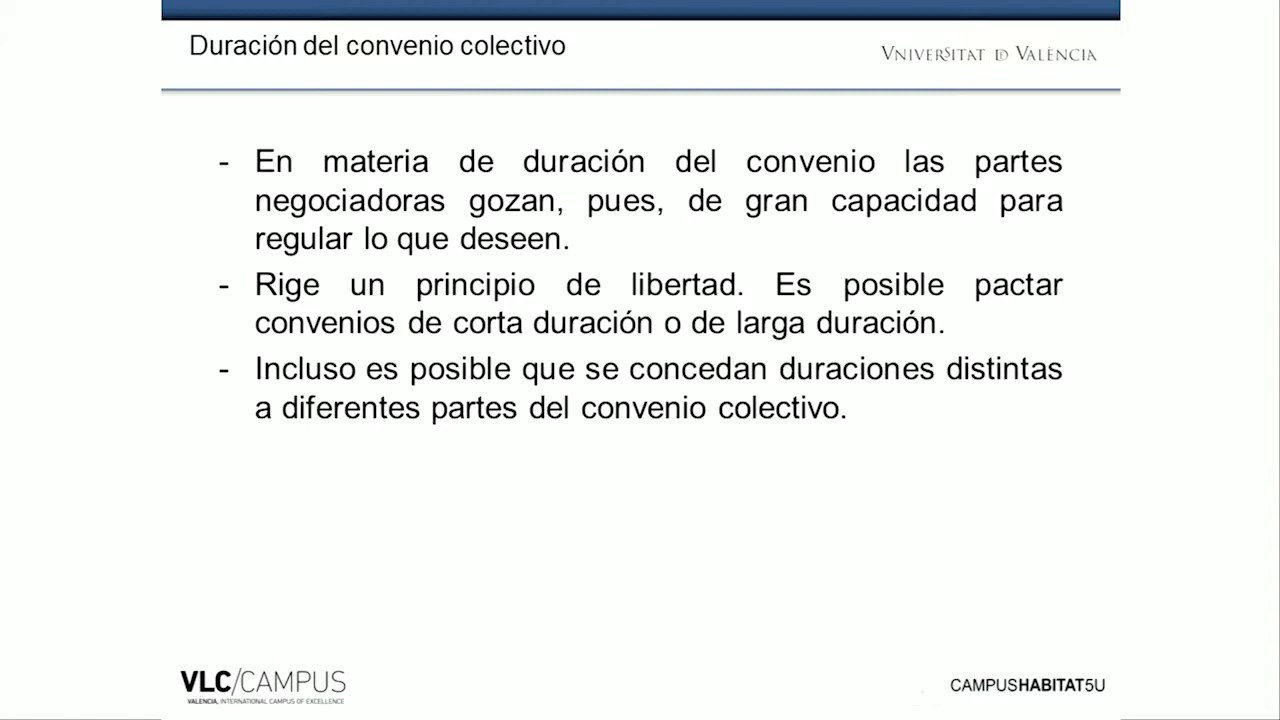 Duración del convenio colectivo
VNIVERSITAT D VALÈNCIA
- En materia de duración del convenio las partes
negociadoras gozan, pues, de gran capacidad para
regular lo que deseen.
- Rige un principio de libertad. Es posible pactar
convenios de corta duración o de larga duración.
- Incluso es posible que se concedan duraciones distintas
a diferentes partes del convenio colectivo.
VLC/CAMPUS
VALENCIA, INTERNATIONAL CAMPUS OF EXCELLENCE
CAMPUSHABITAT5U